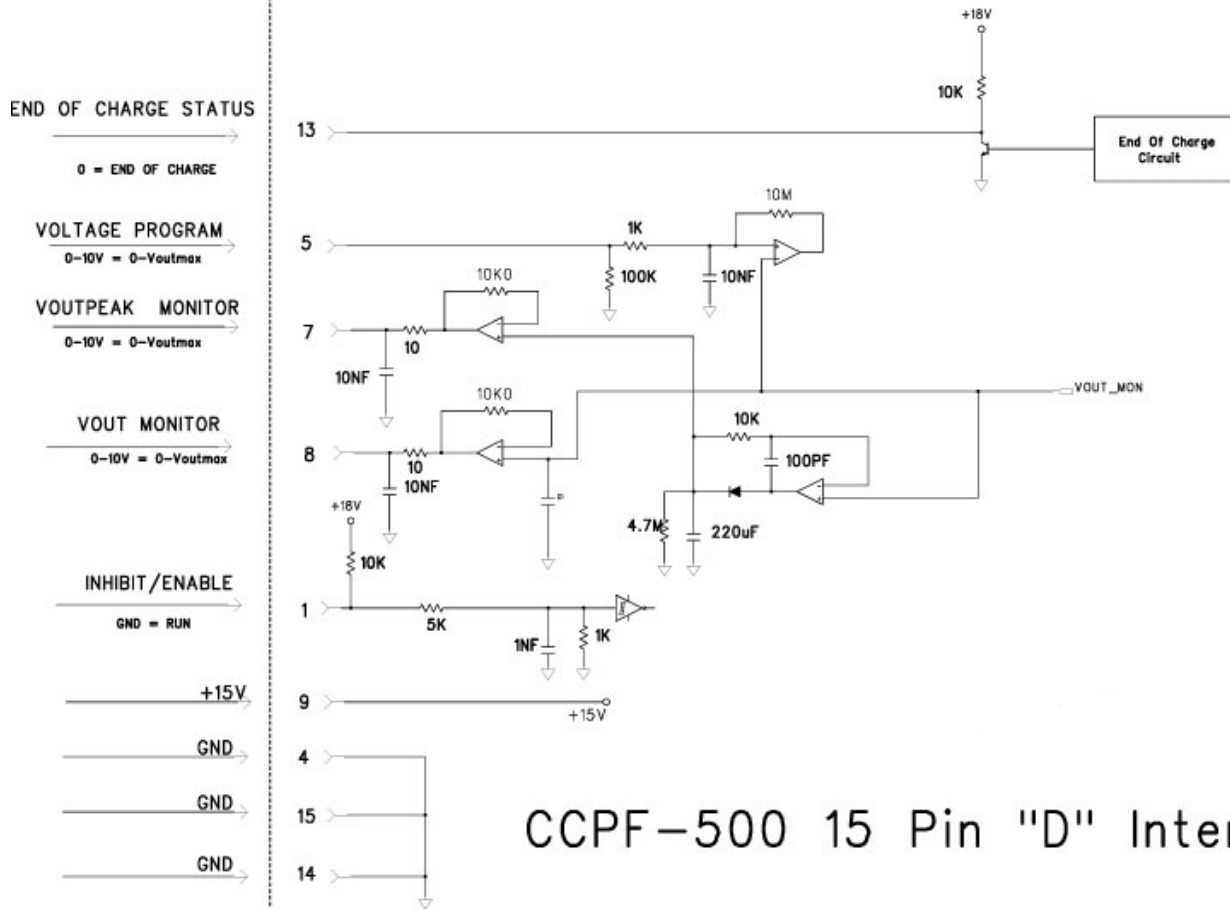 +18V
10K
END OF CHARGE STATUS
13
End Of Charge
Circuit
0 = END OF CHARGE
10M
VOLTAGE PROGRAM
5
1K
0-10V = 0-Voutmax
100K
10NF
10K0
VOUTPEAK MONITOR
7
0-10V = 0-Voutmax
10
10NF
10K0
VOUT_MON
VOUT MONITOR
8
10K
0-10V = 0-Voutmax
10
100PF
10NF
+18V
4.7M
220uF
10K
INHIBIT/ENABLE
1
GND = RUN
5K
1NF
1K
+15V
9
+15V
GND
4
GND
15
CCPF-500 15 Pin "D" Inter
GND
14